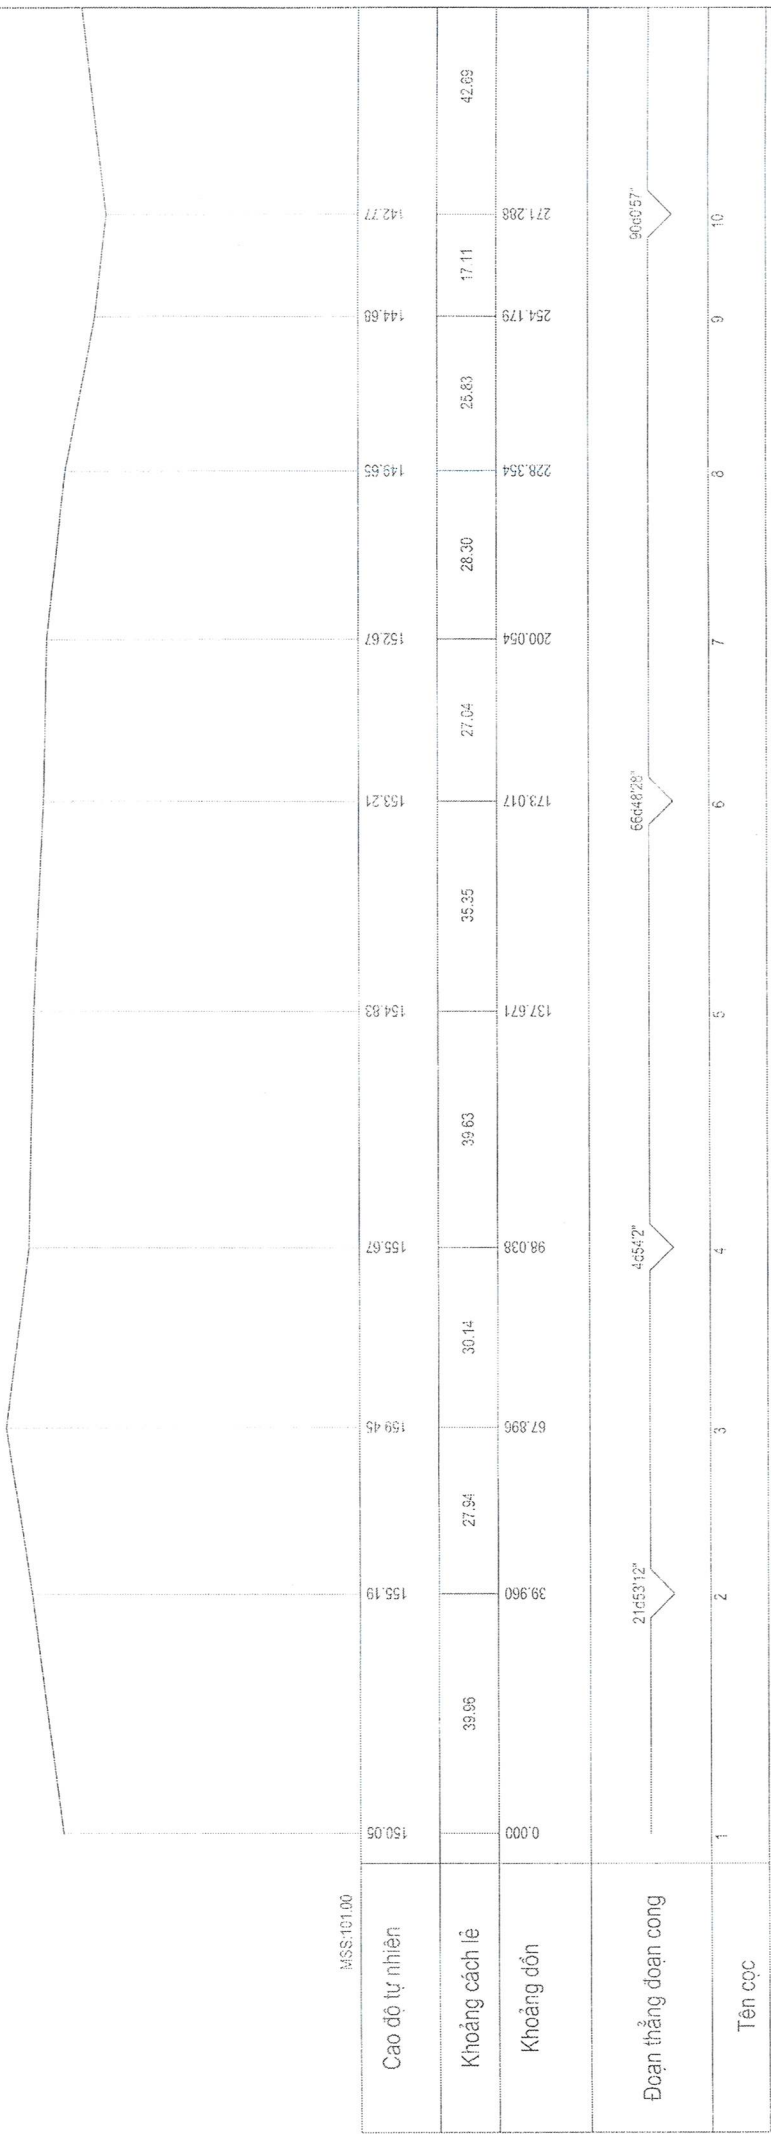 MSS:101.00
Cao độ tự nhiên 150.05 155.19 159.45 155.67 154.83 153.21 152.67 149.65 144.68 142.77
Khoảng cách lẻ 39.96 27.94 30.14 39.63 35.35 27.04 28.30 25.83 17.11 42.69
Khoảng dồn 0.000 39.960 67.896 98.038 137.671 173.017 200.054 228.354 254.179 271.288
Đoạn thẳng đoạn cong 21d53'12" 4d54'2" 66d48'28" 90d0'57"
Tên cọc 1 2 3 4 5 6 7 8 9 10